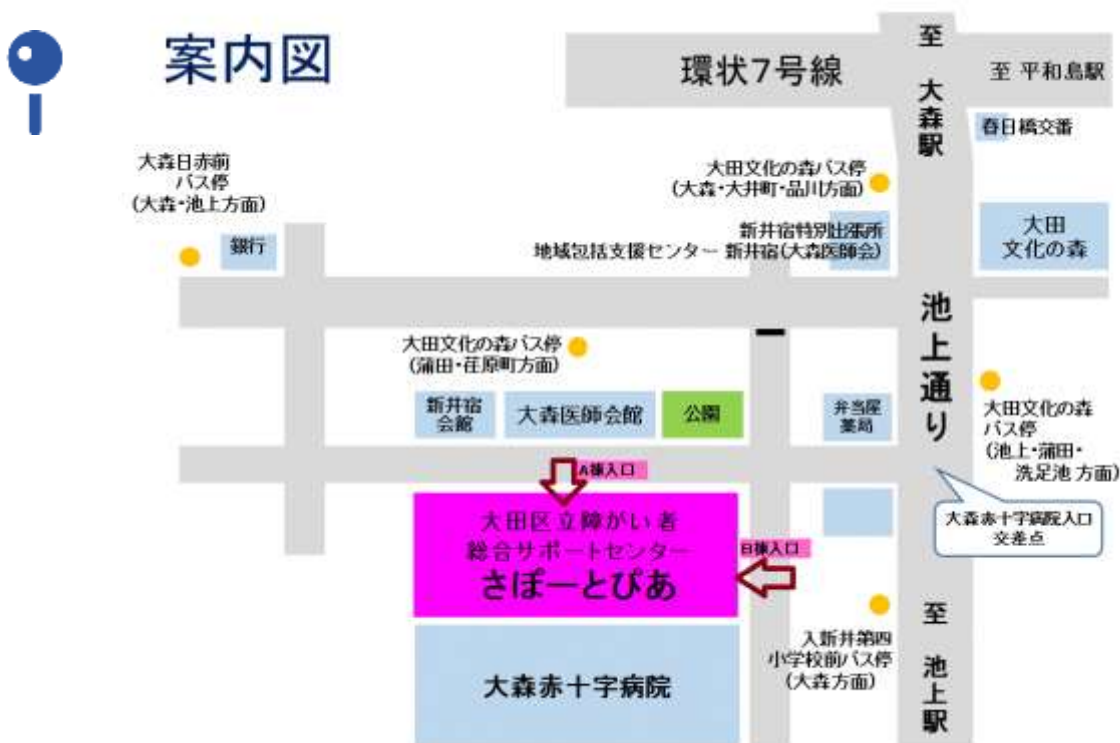 案内図
環状7号線
至 大森駅
至 平和島駅
春日橋交番
大森日赤前
バス停
(大森・池上方面)
銀行
大田文化の森バス停
(大森・大井町・品川方面)
新井宿特別出張所
地域包括支援センター 新井宿(大森医師会)
大田
文化の森
池上通り
大田文化の森バス停
(蒲田・荏原町方面)
新井宿
会館
大森医師会館
公園
弁当屋
薬局
大田文化の森
バス停
(池上・蒲田・
洗足池 方面)
A棟入口
大田区立障がい者
総合サポートセンター
さぽーとぴあ
B棟入口
大森赤十字病院入口
交差点
入新井第四
小学校前バス停
(大森方面)
至 池上駅
大森赤十字病院